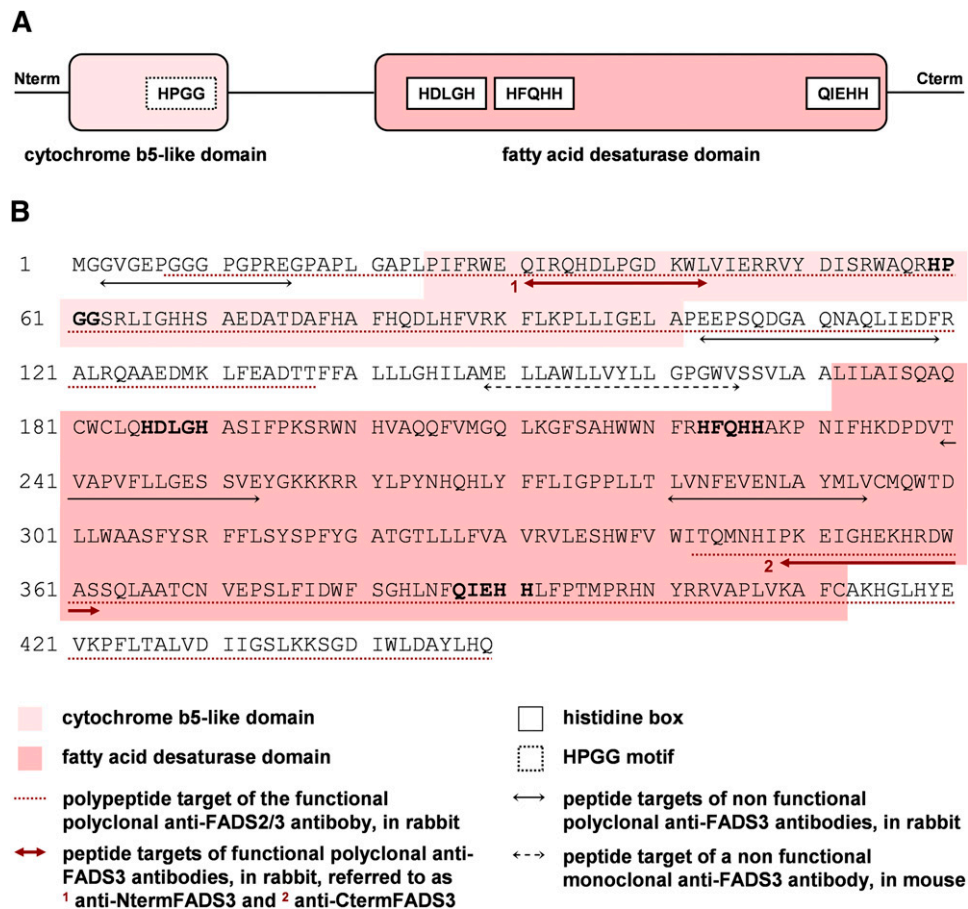 A
Nterm
HPGG
HDLGH
HFQHH
QIEHH
Cterm
cytochrome b5-like domain
fatty acid desaturase domain
B
1 MGGVGEPGGG PGPREGPAPL GAPLPIFRWE QIRQHDLPGD KWLVIERRVY DISRWAQRHP
1
61 GGSRLIGHHS AEDATDAFHA FHQDLHFVRK FLKPLLIGEL APEEPSQDGA QNAQLIEDFR
121 ALRQAAEDMK LFEADTTFFA LLLGHILAME LLAWLLVYLL GPGWVSSVLA ALILAISQAQ
181 CWCLQHDLGH ASIFPKSRWN HVAQQFVMGQ LKGFSAHWWN FRHFQHHAKP NIFHKDPDVT
241 VAPVFLLGES SVEYGKKKRR YLPYNHQHLY FFLIGPPLLT LVNFEVENLA YMLVCMQWTD
301 LLWAASFYSR FFLSYSPFYG ATGTLLLFVA VRVLESHWFV WITQMNHIPK EIGHEKHRDW
2
361 ASSQLAATCN VEPSLFIDWF SGHLNFQIEH HLFPTMPRHN YRRVAPLVKA FCAKHGLHYE
421 VKPFLTALVD IIGSLKKSGD IWLDAYLHQ
cytochrome b5-like domain
fatty acid desaturase domain
polypeptide target of the functional
polyclonal anti-FADS2/3 antiboby, in rabbit
peptide targets of functional polyclonal anti-
FADS3 antibodies, in rabbit, referred to as
1 anti-NtermFADS3 and 2 anti-CtermFADS3
histidine box
HPGG motif
peptide targets of non functional
polyclonal anti-FADS3 antibodies, in rabbit
peptide target of a non functional
monoclonal anti-FADS3 antibody, in mouse